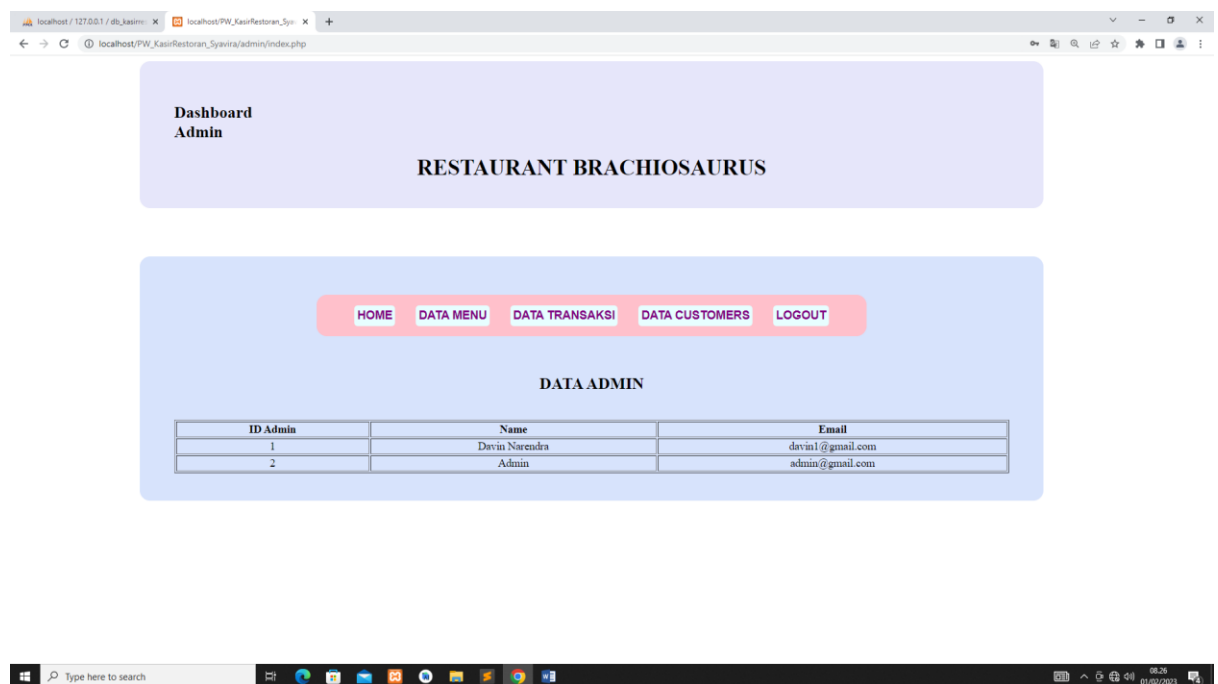 localhost / 127.0.0.1 / db_kasirre
localhost/PW_KasirRestoran_Sya
localhost/PW_KasirRestoran_Syavira/admin/index.php
Dashboard
Admin
RESTAURANT BRACHIOSAURUS
HOME DATA MENU DATA TRANSAKSI DATA CUSTOMERS LOGOUT
DATA ADMIN
ID Admin Name Email
1 Davin Narendra davin1@gmail.com
2 Admin admin@gmail.com
Type here to search
08.26
01/02/2023